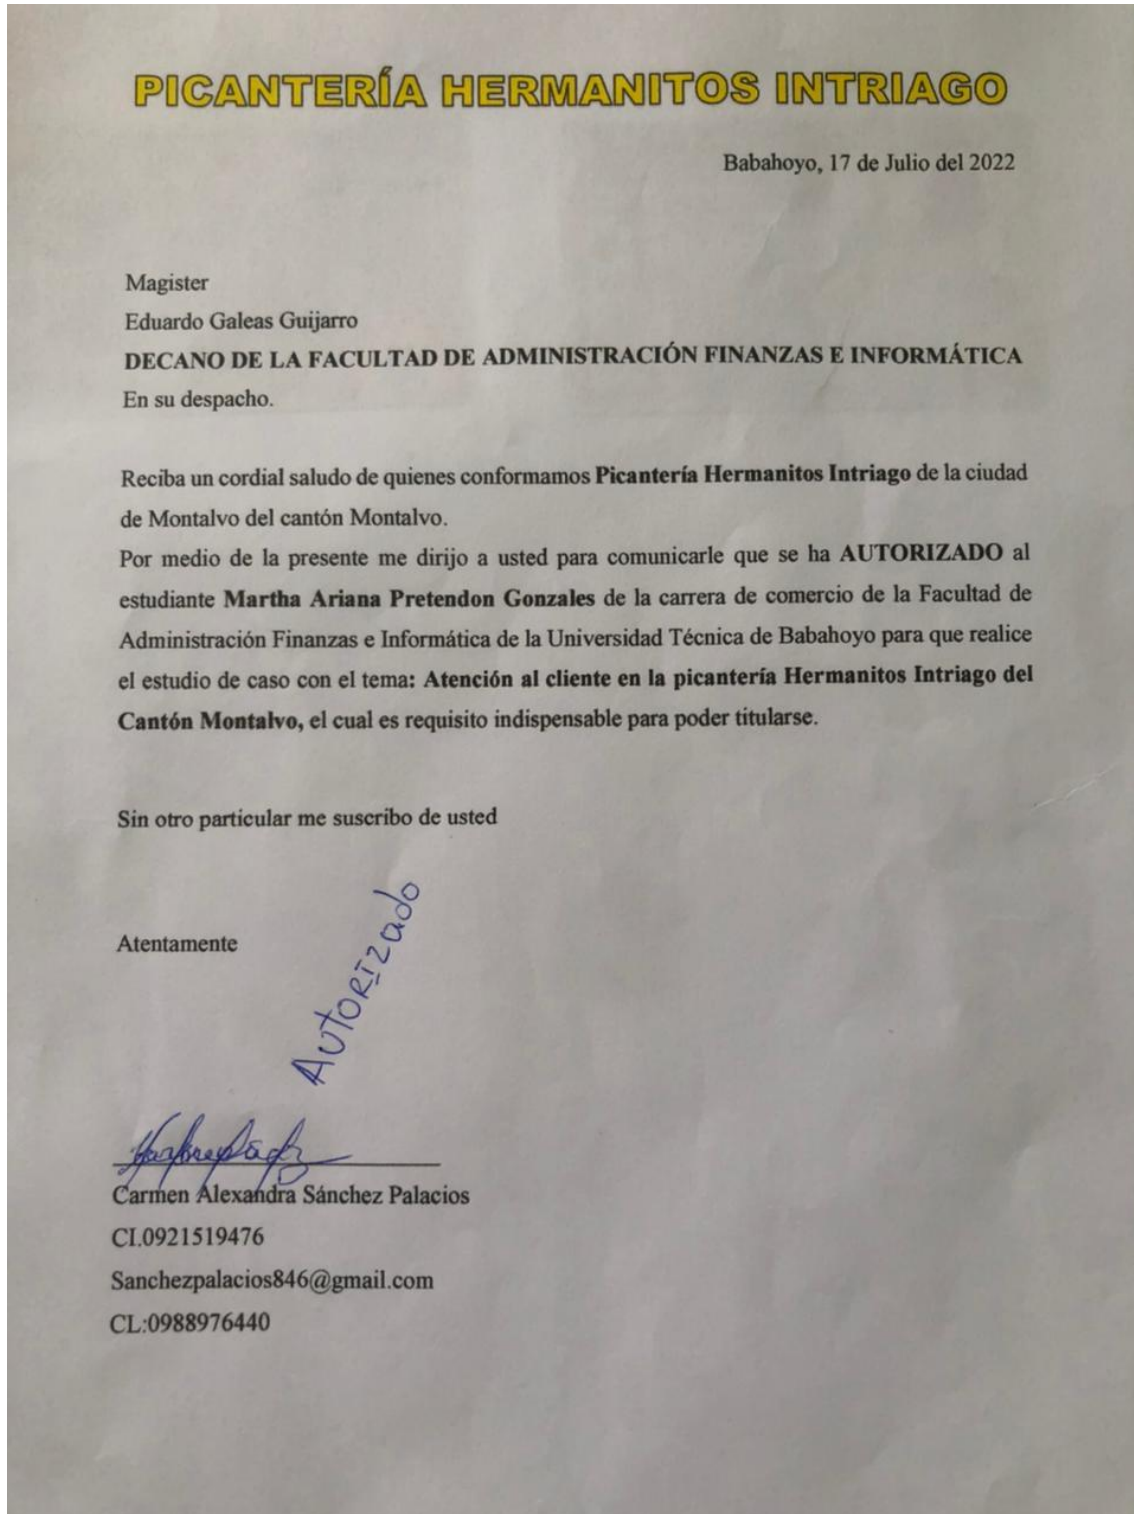 PICANTERÍA HERMANITOS INTRIAGO
Babahoyo, 17 de Julio del 2022
Magister
Eduardo Galeas Guijarro
DECANO DE LA FACULTAD DE ADMINISTRACIÓN FINANZAS E INFORMÁTICA
En su despacho.
Reciba un cordial saludo de quienes conformamos Picantería Hermanitos Intriago de la ciudad
de Montalvo del cantón Montalvo.
Por medio de la presente me dirijo a usted para comunicarle que se ha AUTORIZADO al
estudiante Martha Ariana Pretendon Gonzales de la carrera de comercio de la Facultad de
Administración Finanzas e Informática de la Universidad Técnica de Babahoyo para que realice
el estudio de caso con el tema: Atención al cliente en la picantería Hermanitos Intriago del
Cantón Montalvo, el cual es requisito indispensable para poder titularse.
Sin otro particular me suscribo de usted
Atentamente
Autorizado
Carmen Alexandra Sánchez Palacios
CI.0921519476
Sanchezpalacios846@gmail.com
CL:0988976440